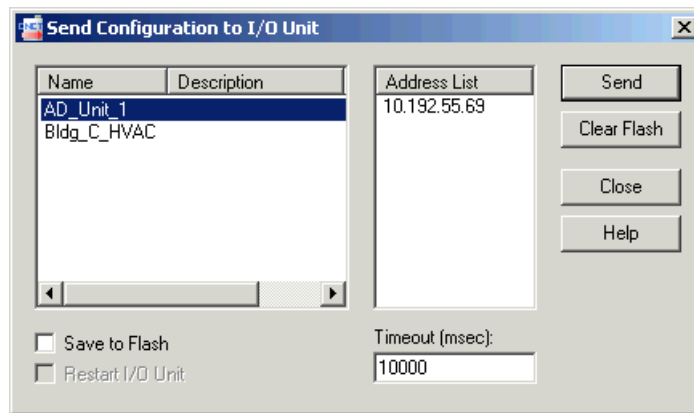 Send Configuration to I/O Unit
Name Description
AD_Unit_1
Bldg_C_HVAC
Address List
10.192.55.69
Send
Clear Flash
Close
Help
Save to Flash
Restart I/O Unit
Timeout (msec):
10000